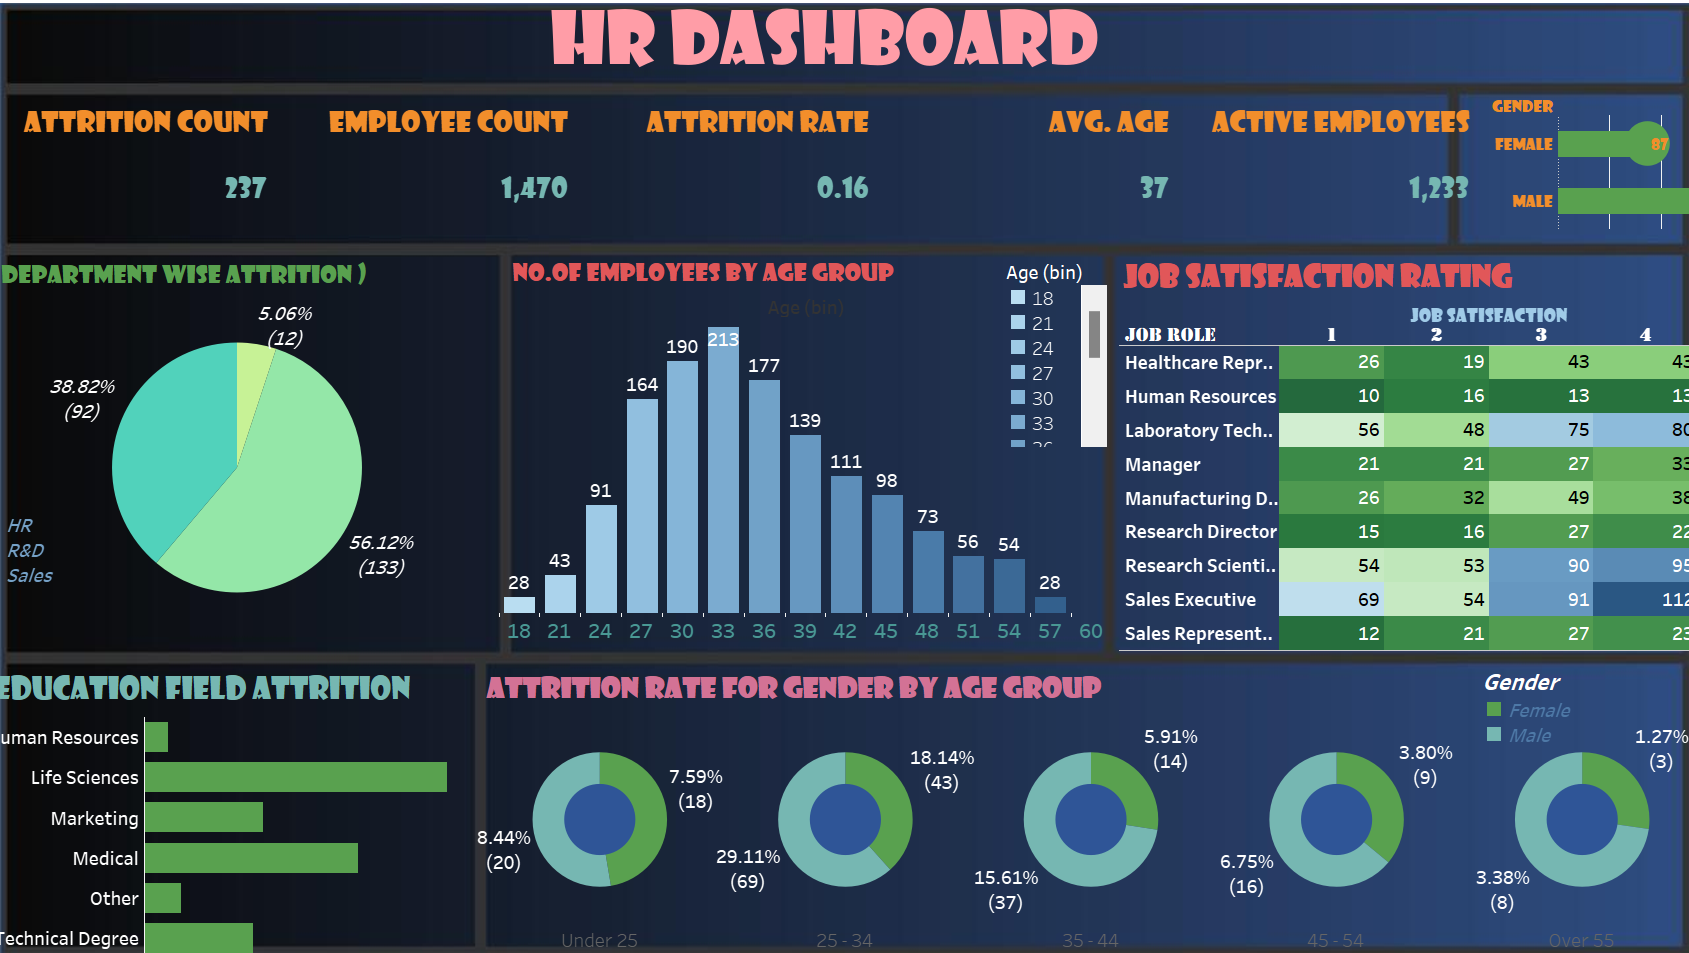 HR DASHBOARD
ATTRITION COUNT EMPLOYEE COUNT ATTRITION RATE AVG. AGE ACTIVE EMPLOYEES
237 1,470 0.16 37 1,233
GENDER
FEMALE 87
MALE
DEPARTMENT WISE ATTRITION )
5.06%
(12)
38.82%
(92)
56.12%
(133)
HR
R&D
Sales
NO.OF EMPLOYEES BY AGE GROUP
Age (bin)
28 43 91 164 190 213 177 139 111 98 73 56 54 28
18 21 24 27 30 33 36 39 42 45 48 51 54 57 60
Age (bin)
18
21
24
27
30
33
36
JOB SATISFACTION RATING
JOB SATISFACTION
JOB ROLE 1 2 3 4
Healthcare Repr.. 26 19 43 43
Human Resources 10 16 13 13
Laboratory Tech.. 56 48 75 80
Manager 21 21 27 33
Manufacturing D.. 26 32 49 38
Research Director 15 16 27 22
Research Scienti.. 54 53 90 95
Sales Executive 69 54 91 112
Sales Represent.. 12 21 27 23
EDUCATION FIELD ATTRITION
uman Resources
Life Sciences
Marketing
Medical
Other
Technical Degree
ATTRITION RATE FOR GENDER BY AGE GROUP
Gender
Female
Male
7.59%
(18)
8.44%
(20)
Under 25
18.14%
(43)
29.11%
(69)
25 - 34
5.91%
(14)
15.61%
(37)
35 - 44
3.80%
(9)
6.75%
(16)
45 - 54
1.27%
(3)
3.38%
(8)
Over 55